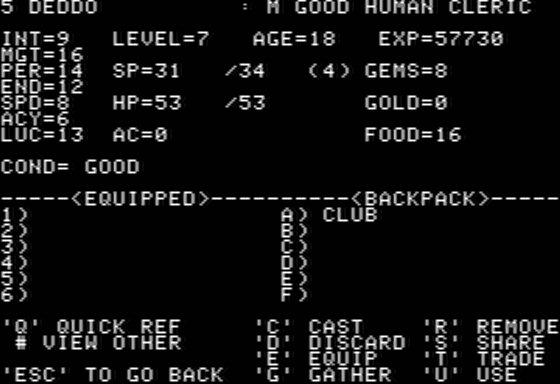 5 DEDDO : M GOOD HUMAN CLERIC
INT=9 LEVEL=7 AGE=18 EXP=57730
MGT=16
PER=14 SP=31 /34 (4) GEMS=8
END=12
SPD=8 HP=53 /53 GOLD=0
ACY=6
LUC=13 AC=0 FOOD=16
COND= GOOD
-----<EQUIPPED>----------<BACKPACK>-----
1) A) CLUB
2) B)
3) C)
4) D)
5) E)
6) F)
'Q' QUICK REF 'C' CAST 'R' REMOVE
# VIEW OTHER 'D' DISCARD 'S' SHARE
'E' EQUIP 'T' TRADE
'ESC' TO GO BACK 'G' GATHER 'U' USE